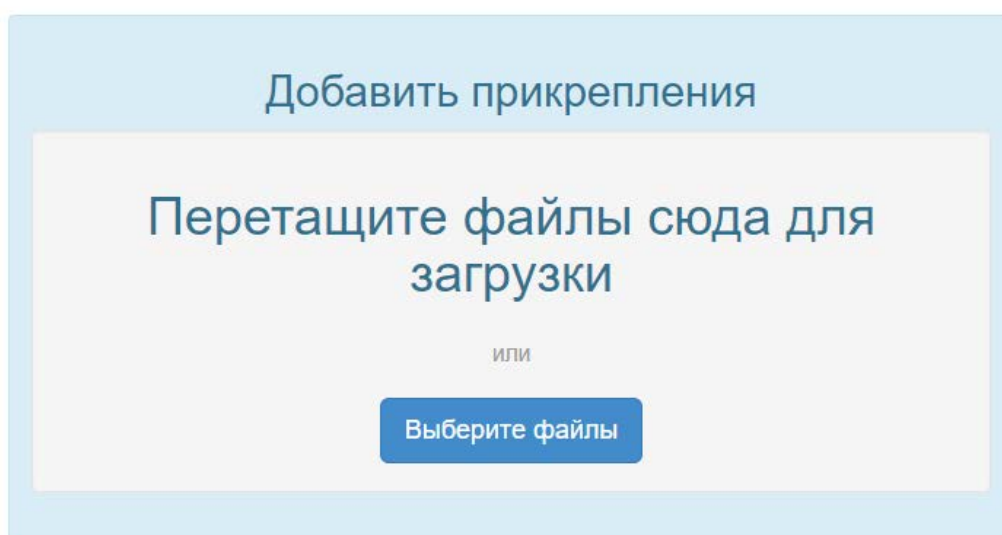 Добавить прикрепления
Перетащите файлы сюда для
загрузки
или
Выберите файлы